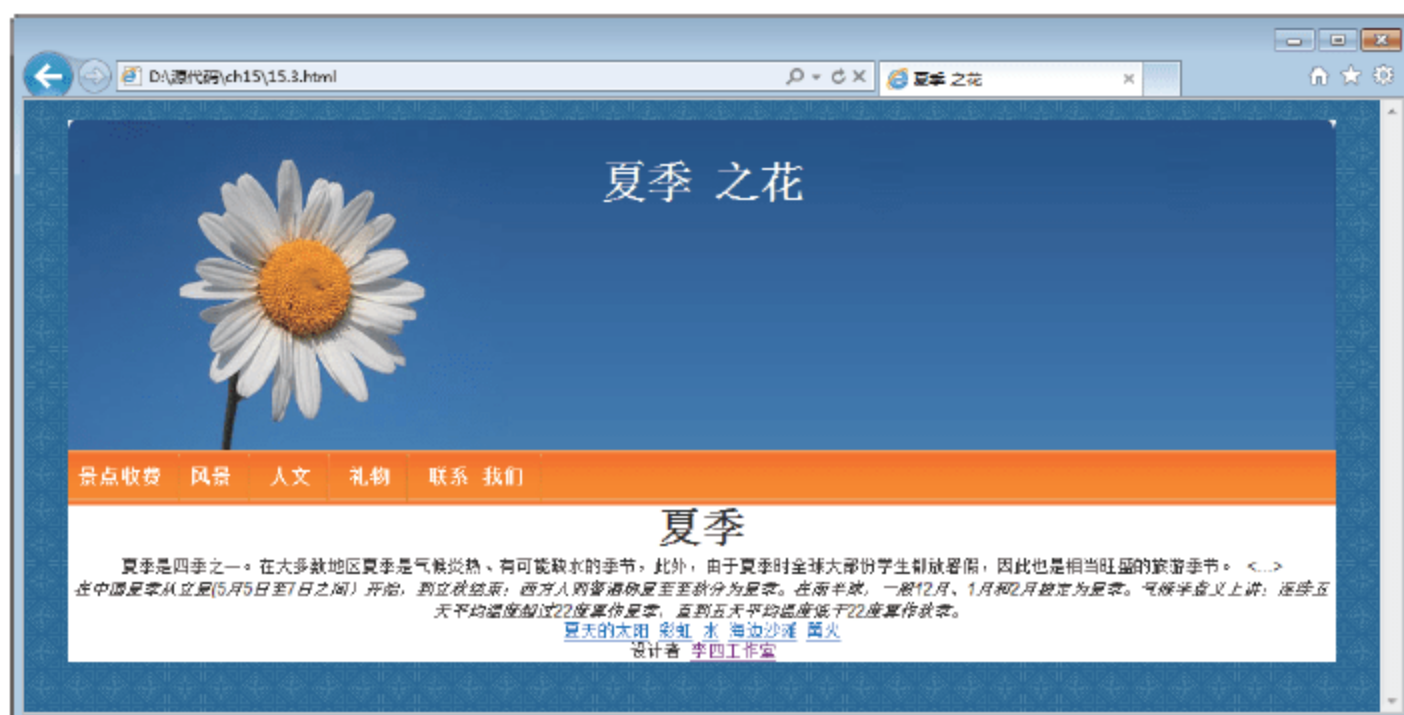 D:\源代码\ch15\15.3.html
夏季 之花
夏季 之花
景点收费 风景 人文 礼物 联系 我们
夏季
夏季是四季之一。在大多数地区夏季是气候炎热、有可能缺水的季节，此外，由于夏季时全球大部份学生都放暑假，因此也是相当旺盛的旅游季节。 <...>
在中国夏季从立夏(5月5日至7日之间）开始，到立秋结束；西方人则普遍称夏至至秋分为夏季。在南半球，一般12月、1月和2月被定为夏季。气候学意义上讲：连续五
天平均温度超过22度算作夏季，直到五天平均温度低于22度算作秋季。
夏天的太阳 彩虹 水 海边沙滩 篝火
设计者 李四工作室